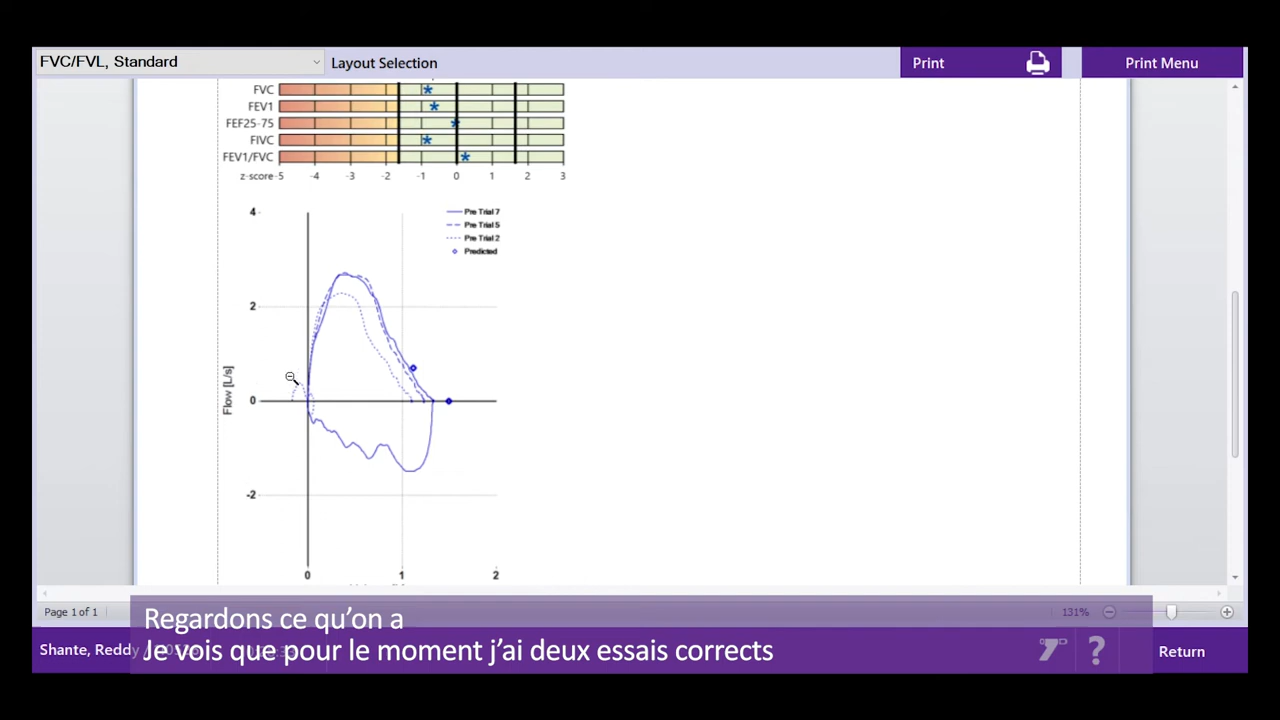 FVC/FVL, Standard
Layout Selection
Print
Print Menu
FVC
FEV1
FEF25-75
FIVC
FEV1/FVC
z-score -5 -4 -3 -2 -1 0 1 2 3
4
Pre Trial 7
Pre Trial 5
Pre Trial 2
Predicted
2
Flow [L/s]
0
-2
0 1 2
Regardons ce qu’on a
Page 1 of 1
131%
Je vois que pour le moment j’ai deux essais corrects
Shante, Reddy
?
Return